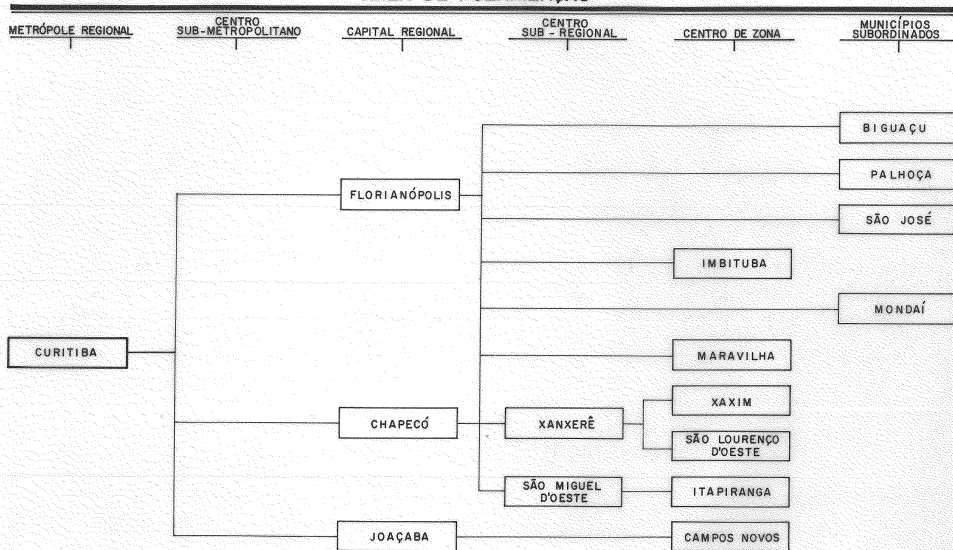 METRÓPOLE REGIONAL
CENTRO
SUB-METROPOLITANO
CAPITAL REGIONAL
CENTRO
SUB - REGIONAL
CENTRO DE ZONA
MUNICÍPIOS
SUBORDINADOS
BIGUAÇU
PALHOÇA
FLORIANÓPOLIS
SÃO JOSÉ
IMBITUBA
MONDAÍ
CURITIBA
MARAVILHA
XAXIM
CHAPECÓ
XANXERÊ
SÃO LOURENÇO
D'OESTE
SÃO MIGUEL
D'OESTE
ITAPIRANGA
JOAÇABA
CAMPOS NOVOS